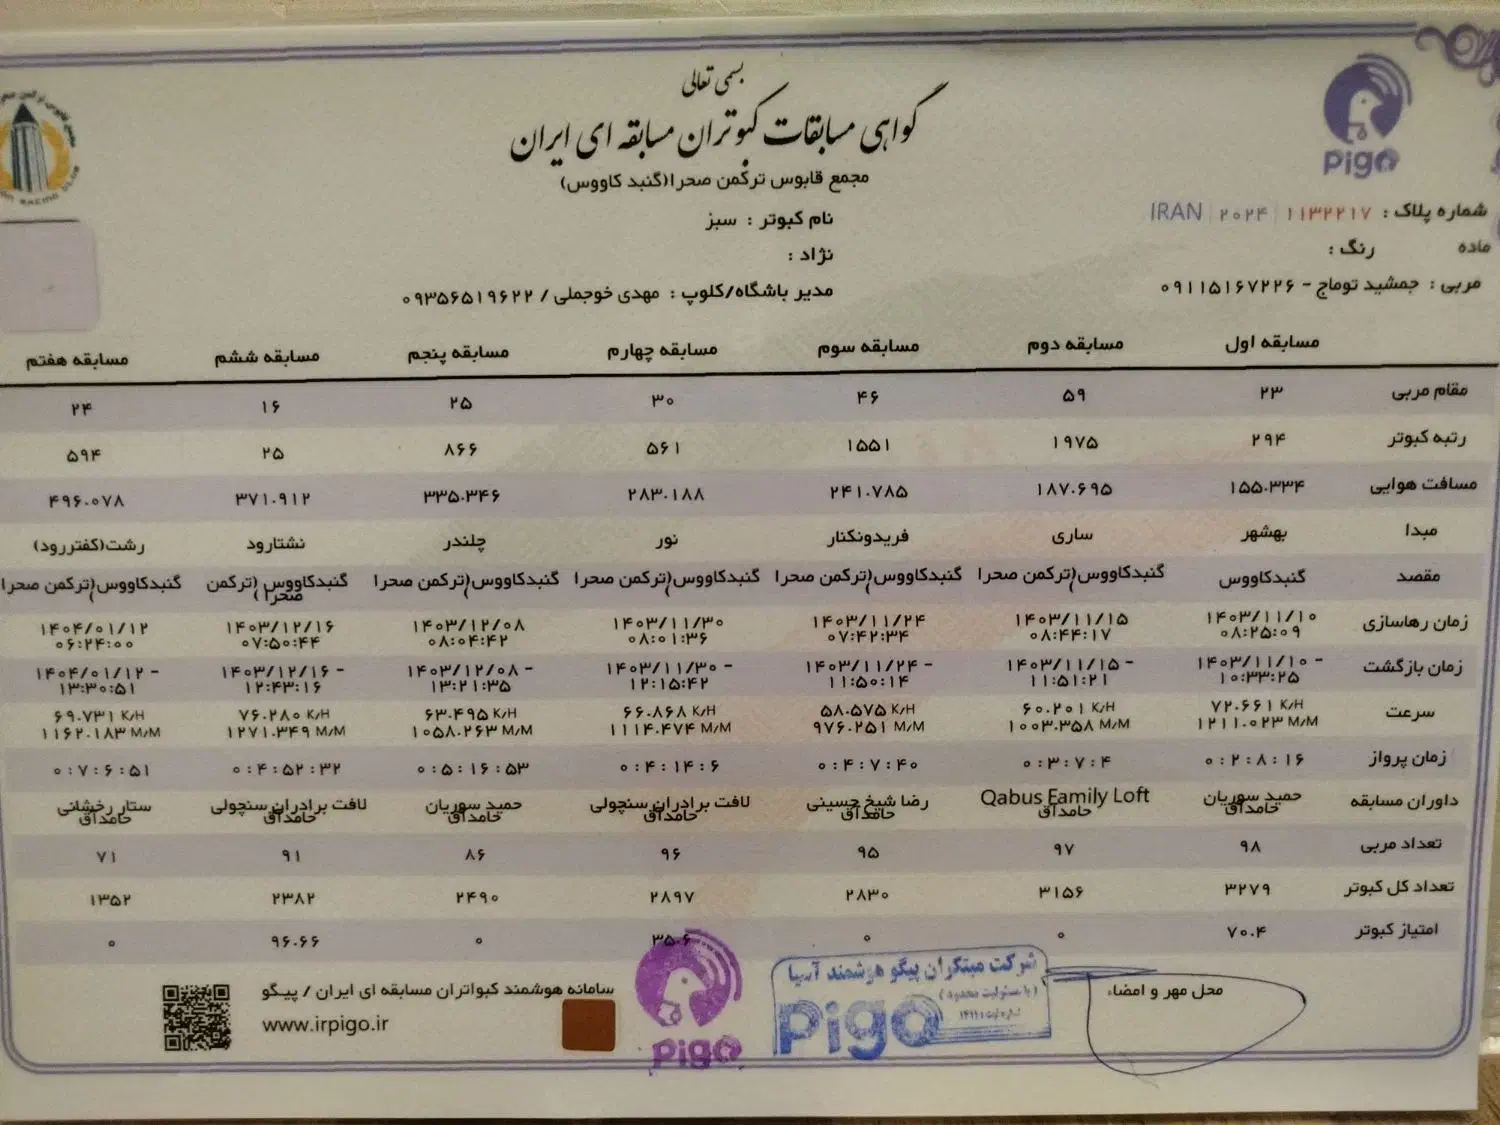 بسمی تعالی
گواهی مسابقات کبوتران مسابقه ای ایران
مجمع قابوس ترکمن صحرا(گنبد کاووس)
Pigo
شماره پلاک : IRAN | ۲۰۲۴ | ۱۱۳۲۲۱۷
نام کبوتر : سبز
ماده رنگ :
نژاد :
مربی : جمشید توماج - ۰۹۱۱۵۱۶۷۲۲۶
مدیر باشگاه/کلوپ : مهدی خوجملی / ۰۹۳۵۶۵۱۹۶۲۲
مسابقه اول مسابقه دوم مسابقه سوم مسابقه چهارم مسابقه پنجم مسابقه ششم مسابقه هفتم
مقام مربی ۲۳ ۵۹ ۴۶ ۳۰ ۲۵ ۱۶ ۲۴
رتبه کبوتر ۲۹۴ ۱۹۷۵ ۱۵۵۱ ۵۶۱ ۸۶۶ ۲۵ ۵۹۴
مسافت هوایی ۱۵۵.۳۳۴ ۱۸۷.۶۹۵ ۲۴۱.۷۸۵ ۲۸۳.۱۸۸ ۳۳۵.۳۴۶ ۳۷۱.۹۱۲ ۴۹۶.۰۷۸
مبدا بهشهر ساری فریدونکنار نور چلندر نشتارود رشت(کفتررود)
مقصد گنبدکاووس گنبدکاووس(ترکمن صحرا) گنبدکاووس(ترکمن صحرا) گنبدکاووس(ترکمن صحرا) گنبدکاووس(ترکمن صحرا) گنبدکاووس (ترکمن صحرا) گنبدکاووس(ترکمن صحرا)
زمان رهاسازی ۱۴۰۳/۱۱/۱۰ ۱۴۰۳/۱۱/۱۵ ۱۴۰۳/۱۱/۲۴ ۱۴۰۳/۱۱/۳۰ ۱۴۰۳/۱۲/۰۸ ۱۴۰۳/۱۲/۱۶ ۱۴۰۴/۰۱/۱۲
۰۸:۲۵:۰۹ ۰۸:۴۴:۱۷ ۰۷:۴۲:۳۴ ۰۸:۰۱:۳۶ ۰۸:۰۴:۴۲ ۰۷:۵۰:۴۴ ۰۶:۲۴:۰۰
زمان بازگشت ۱۴۰۳/۱۱/۱۰ - ۱۴۰۳/۱۱/۱۵ - ۱۴۰۳/۱۱/۲۴ - ۱۴۰۳/۱۱/۳۰ - ۱۴۰۳/۱۲/۰۸ - ۱۴۰۳/۱۲/۱۶ - ۱۴۰۴/۰۱/۱۲ -
۱۰:۳۳:۲۵ ۱۱:۵۱:۲۱ ۱۱:۵۰:۱۴ ۱۲:۱۵:۴۲ ۱۳:۲۱:۳۵ ۱۲:۴۳:۱۶ ۱۳:۳۰:۵۱
سرعت ۷۲.۶۶۱ K/H ۶۰.۲۰۱ K/H ۵۸.۵۷۵ K/H ۶۶.۸۶۸ K/H ۶۳.۴۹۵ K/H ۷۶.۲۸۰ K/H ۶۹.۷۳۱ K/H
۱۲۱۱.۰۲۳ M/M ۱۰۰۳.۳۵۸ M/M ۹۷۶.۲۵۱ M/M ۱۱۱۴.۴۷۴ M/M ۱۰۵۸.۲۶۳ M/M ۱۲۷۱.۳۴۹ M/M ۱۱۶۲.۱۸۳ M/M
زمان پرواز ۰:۲:۸:۱۶ ۰:۳:۷:۴ ۰:۴:۷:۴۰ ۰:۴:۱۴:۶ ۰:۵:۱۶:۵۳ ۰:۴:۵۲:۳۲ ۰:۷:۶:۵۱
داوران مسابقه حمید سوریان Qabus Family Loft رضا شیخ حسینی لافت برادران سنچولی حمید سوریان لافت برادران سنچولی ستار رخشانی
حامدآق حامدآق حامدآق حامدآق حامدآق حامدآق حامدآق
تعداد مربی ۹۸ ۹۷ ۹۵ ۹۶ ۸۶ ۹۱ ۷۱
تعداد کل کبوتر ۳۲۷۹ ۳۱۵۶ ۲۸۳۰ ۲۸۹۷ ۲۴۹۰ ۲۳۸۲ ۱۳۵۲
امتیاز کبوتر ۷۰.۴ ۰ ۰ ۳۵.۶ ۰ ۹۶.۶۶ ۰
محل مهر و امضاء
شرکت مبتکران پیگو هوشمند آسیا
(با مسئولیت محدود)
Pigo
Pigo
سامانه هوشمند کبوتران مسابقه ای ایران / پیگو
www.irpigo.ir